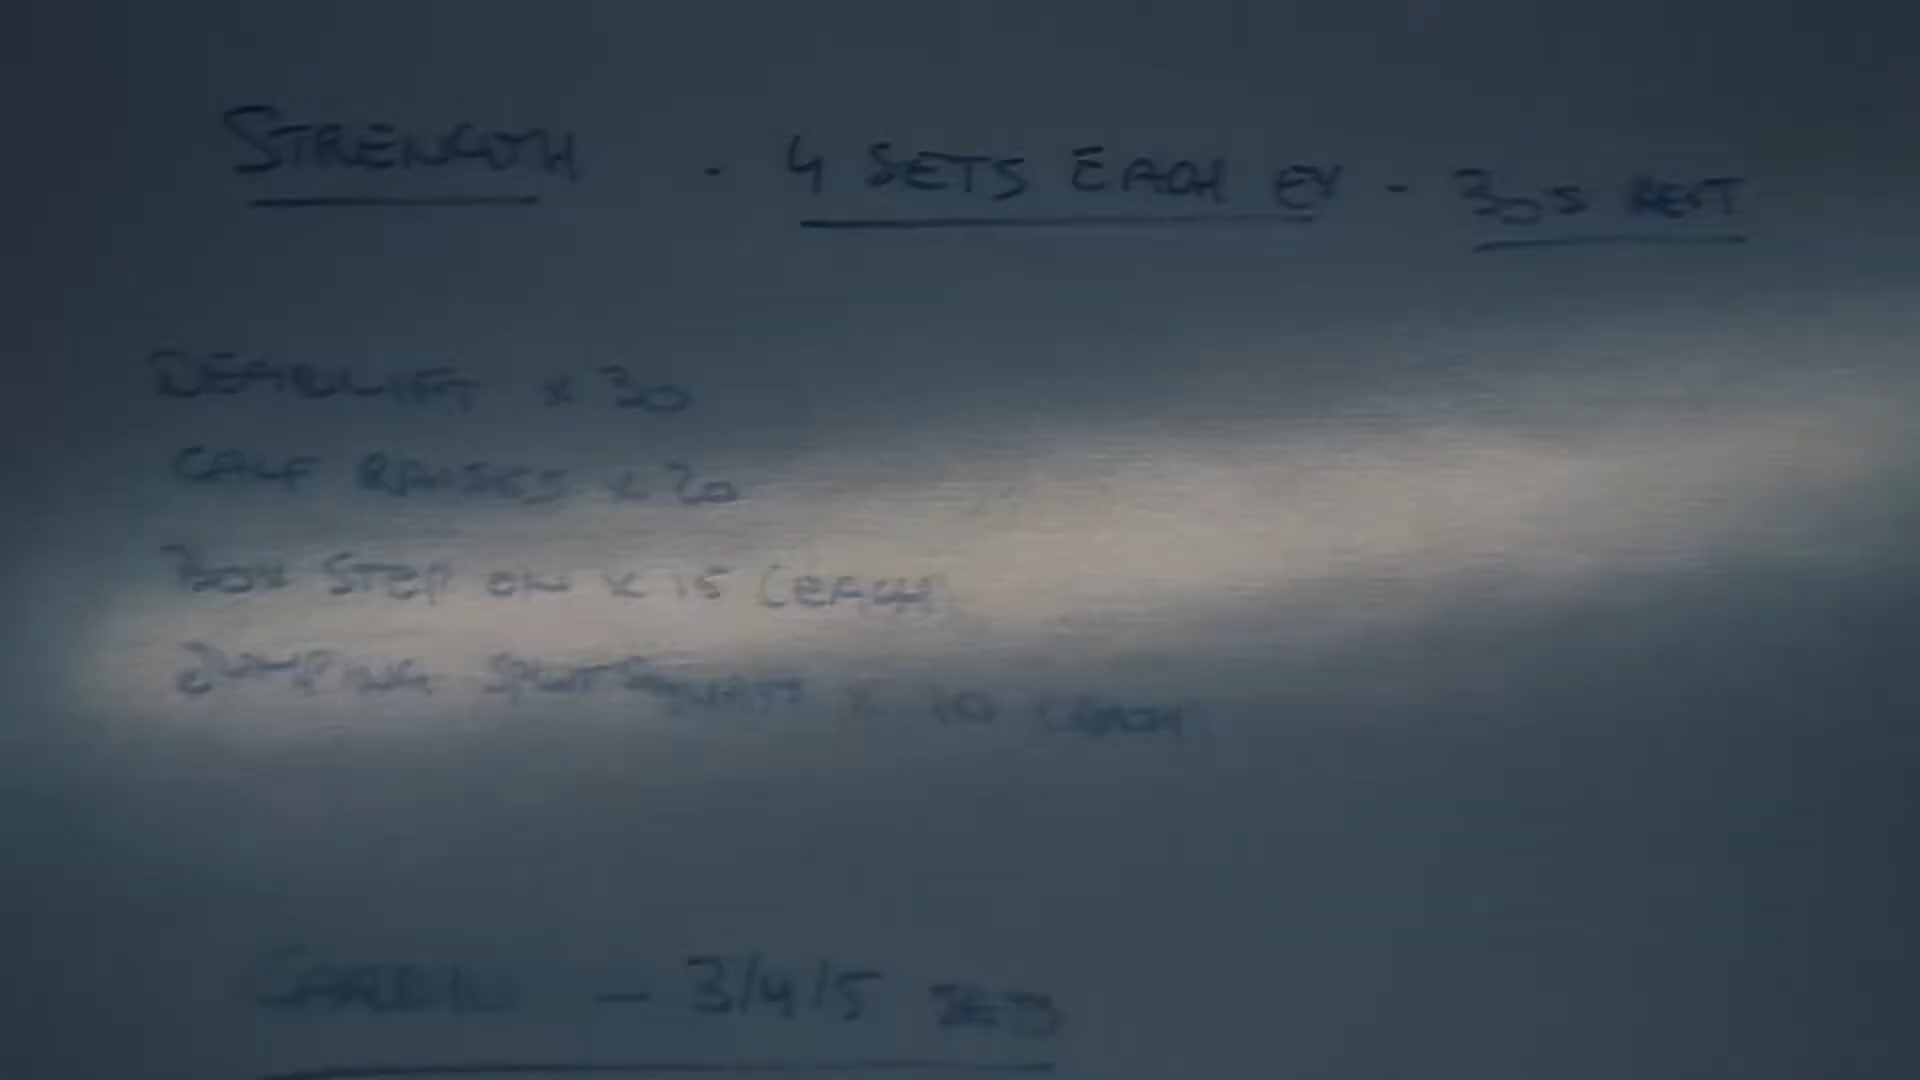 STRENGTH - 4 SETS EACH EX - 30s REST
DEADLIFT x 30
CALF RAISES x 20
BOX STEP ON x 15 (EACH)
JUMPING SPLIT SQUATS x 10 (EACH)
CARDIO - 3/4/5 SETS